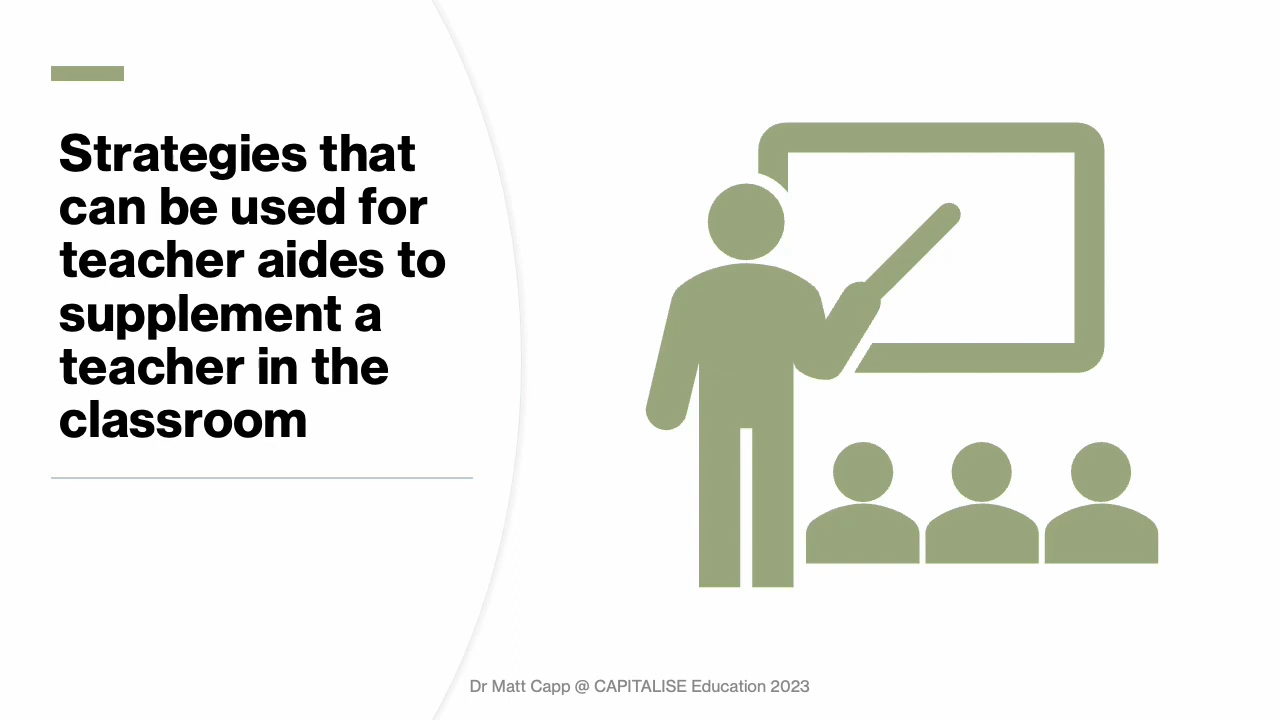 Strategies that
can be used for
teacher aides to
supplement a
teacher in the
classroom
Dr Matt Capp @ CAPITALISE Education 2023